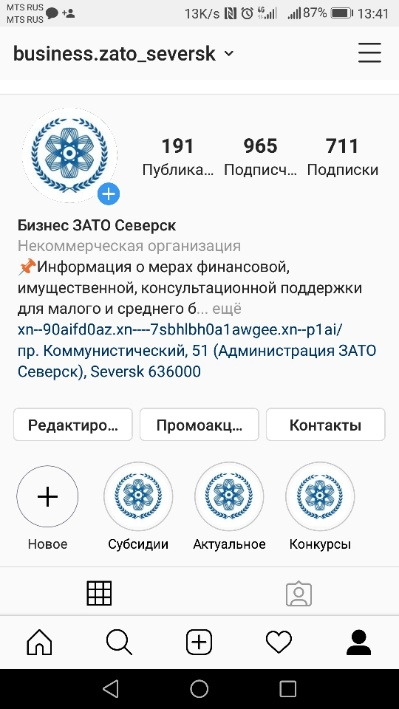 MTS RUS
MTS RUS
13K/s 4G 87% 13:41
business.zato_seversk
191 965 711
Публика... Подписч... Подписки
Бизнес ЗАТО Северск
Некоммерческая организация
📌Информация о мерах финансовой,
имущественной, консультационной поддержки
для малого и среднего б... ещё
xn--90aifd0az.xn----7sbhlbh0a1awgee.xn--p1ai/
пр. Коммунистический, 51 (Администрация ЗАТО
Северск), Seversk 636000
Редактиро... Промоакц... Контакты
Новое Субсидии Актуальное Конкурсы